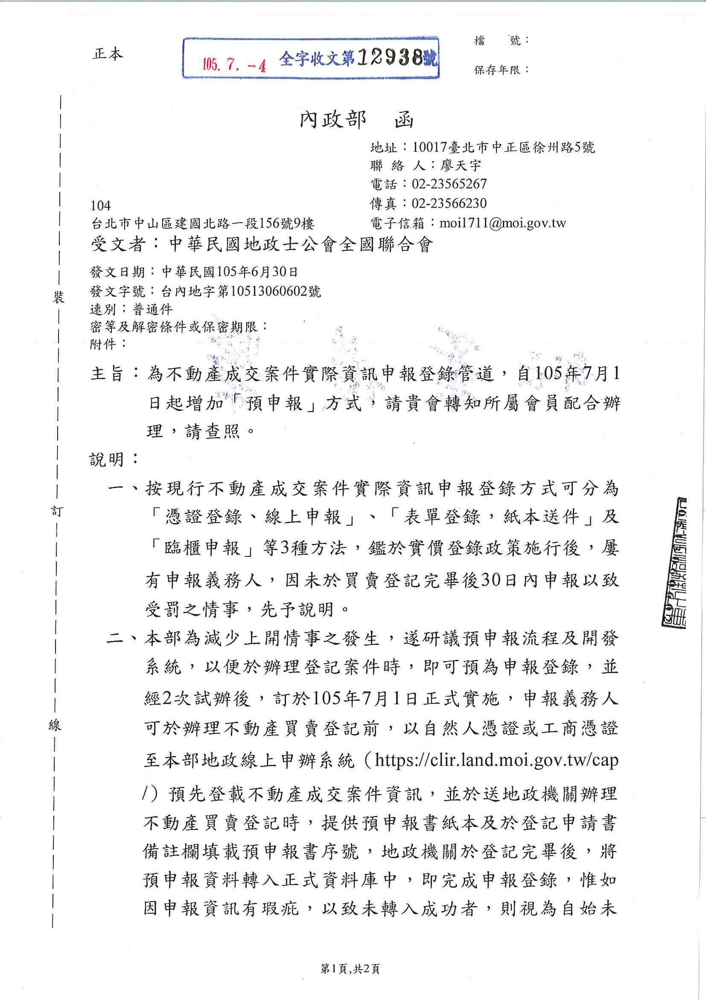 正本
105. 7. -4 全字收文第12938號
檔　　號：
保存年限：
內政部　函
地址：10017臺北市中正區徐州路5號
聯 絡 人：廖天宇
電話：02-23565267
傳真：02-23566230
電子信箱：moi1711@moi.gov.tw
104
台北市中山區建國北路一段156號9樓
受文者：中華民國地政士公會全國聯合會
發文日期：中華民國105年6月30日
發文字號：台內地字第10513060602號
速別：普通件
密等及解密條件或保密期限：
附件：
主旨：為不動產成交案件實際資訊申報登錄管道，自105年7月1
日起增加「預申報」方式，請貴會轉知所屬會員配合辦
理，請查照。
說明：
一、按現行不動產成交案件實際資訊申報登錄方式可分為
「憑證登錄、線上申報」、「表單登錄，紙本送件」及
「臨櫃申報」等3種方法，鑑於實價登錄政策施行後，屢
有申報義務人，因未於買賣登記完畢後30日內申報以致
受罰之情事，先予說明。
二、本部為減少上開情事之發生，遂研議預申報流程及開發
系統，以便於辦理登記案件時，即可預為申報登錄，並
經2次試辦後，訂於105年7月1日正式實施，申報義務人
可於辦理不動產買賣登記前，以自然人憑證或工商憑證
至本部地政線上申辦系統（https://clir.land.moi.gov.tw/cap
/）預先登載不動產成交案件資訊，並於送地政機關辦理
不動產買賣登記時，提供預申報書紙本及於登記申請書
備註欄填載預申報書序號，地政機關於登記完畢後，將
預申報資料轉入正式資料庫中，即完成申報登錄，惟如
因申報資訊有瑕疵，以致未轉入成功者，則視為自始未
裝
訂
線
第1頁,共2頁